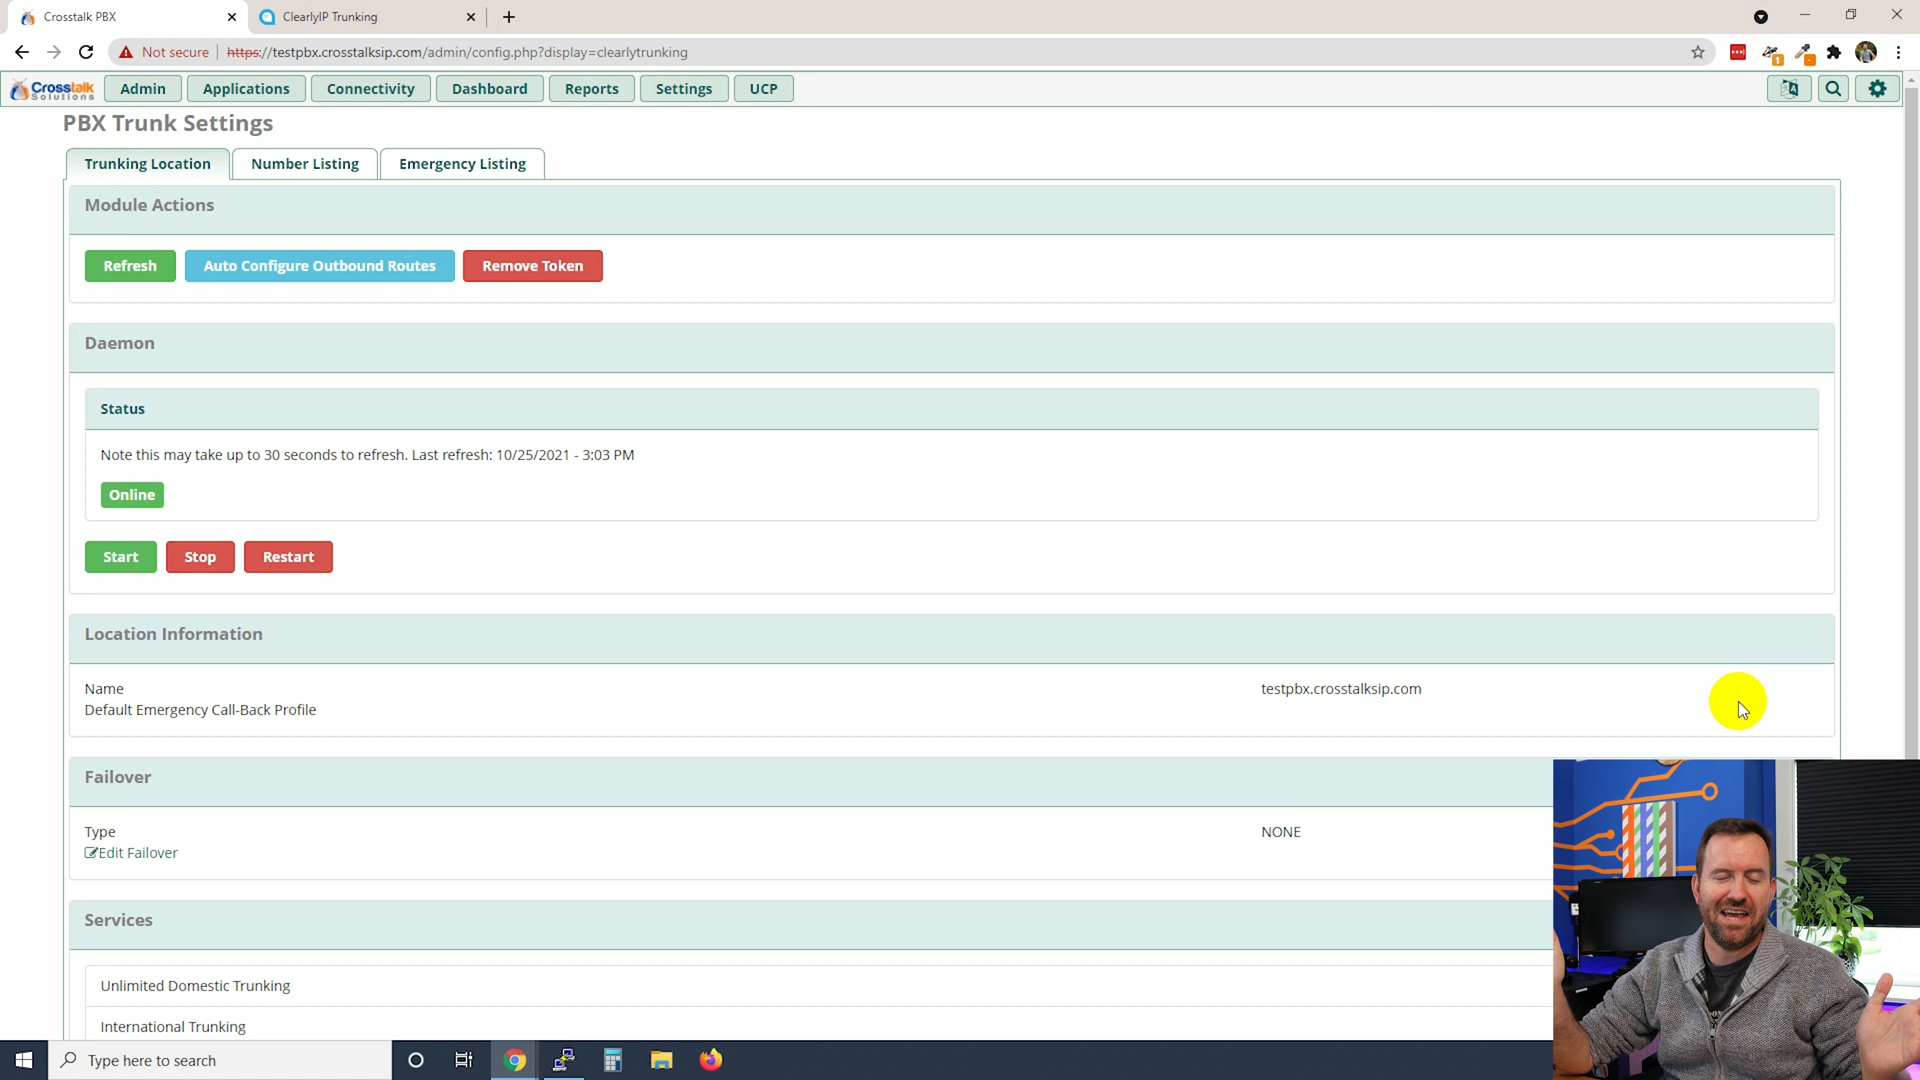 Crosstalk PBX
ClearlyIP Trunking
Not secure
https://testpbx.crosstalksip.com/admin/config.php?display=clearlytrunking
Crosstalk
Solutions
Admin
Applications
Connectivity
Dashboard
Reports
Settings
UCP
PBX Trunk Settings
Trunking Location
Number Listing
Emergency Listing
Module Actions
Refresh
Auto Configure Outbound Routes
Remove Token
Daemon
Status
Note this may take up to 30 seconds to refresh. Last refresh: 10/25/2021 - 3:03 PM
Online
Start
Stop
Restart
Location Information
Name
testpbx.crosstalksip.com
Default Emergency Call-Back Profile
Failover
Type
NONE
Edit Failover
Services
Unlimited Domestic Trunking
International Trunking
Type here to search